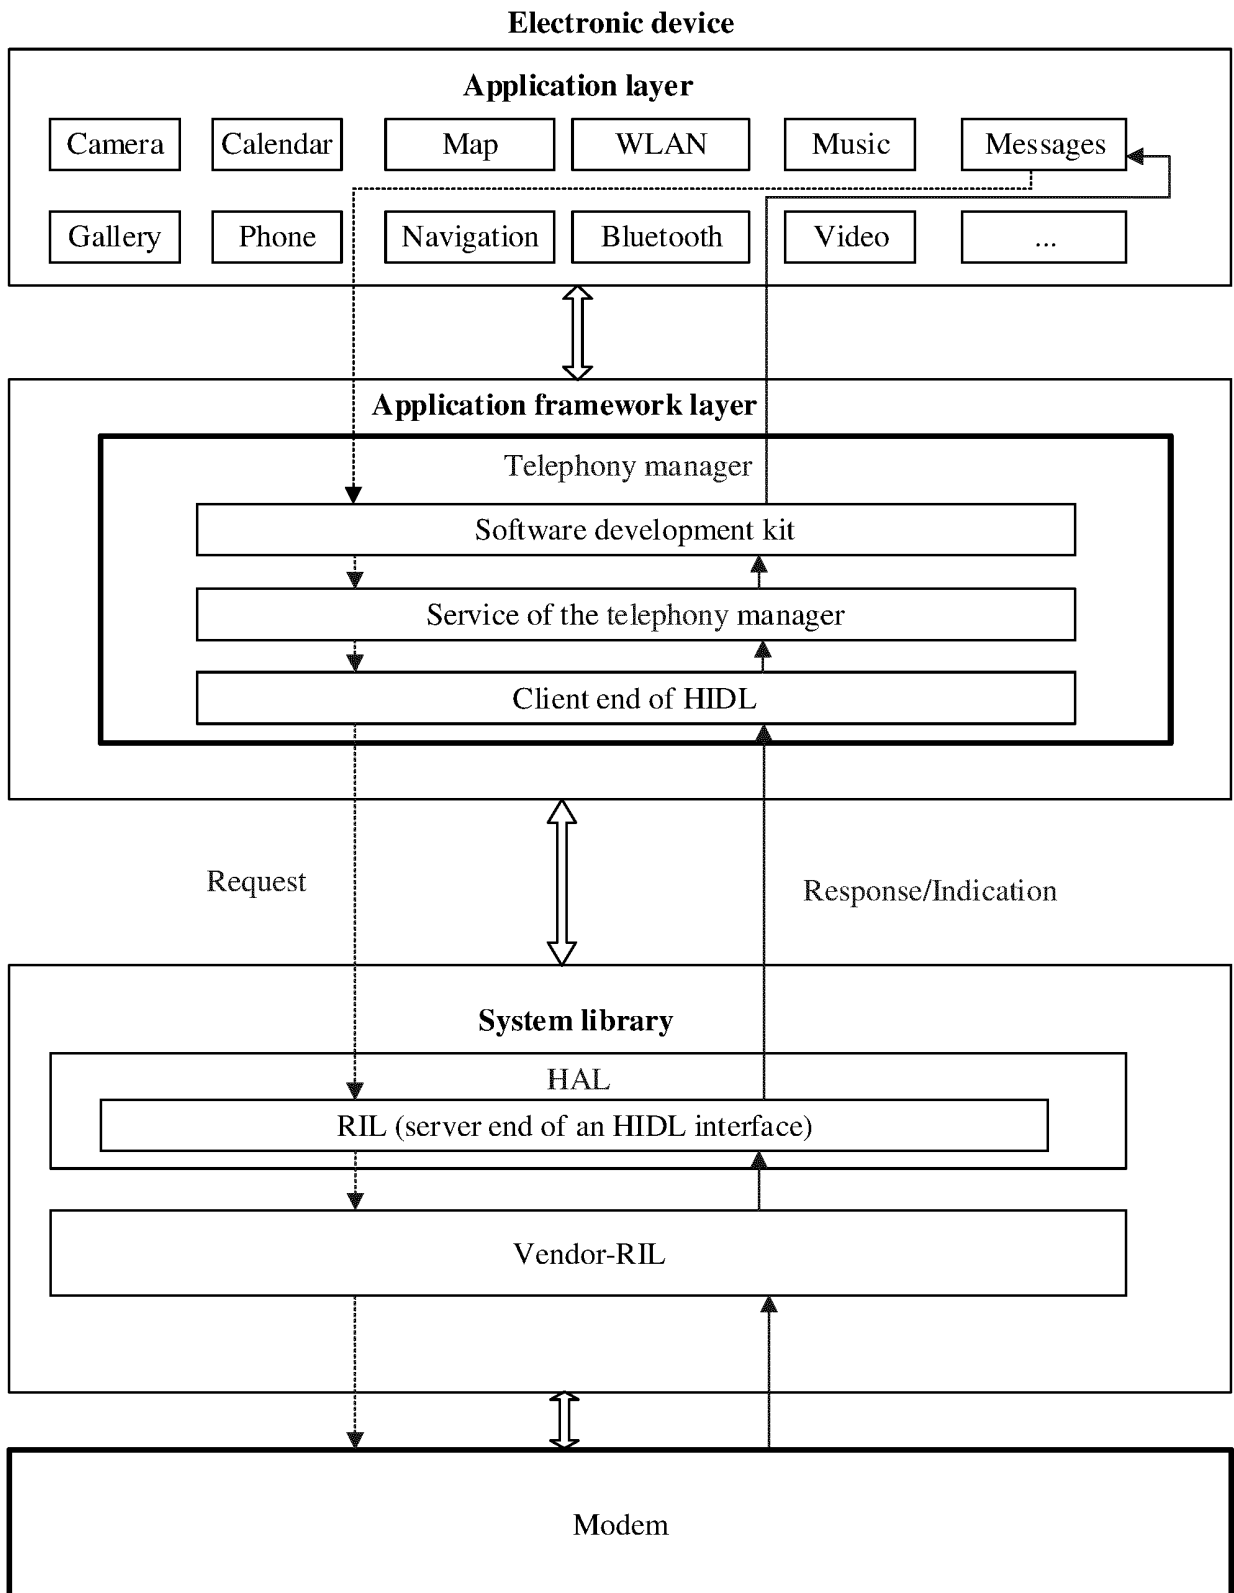 Electronic device
Application layer
Camera
Calendar
Map
WLAN
Music
Messages
Gallery
Phone
Navigation
Bluetooth
Video
...
Application framework layer
Telephony manager
Software development kit
Service of the telephony manager
Client end of HIDL
Request
Response/Indication
System library
HAL
RIL (server end of an HIDL interface)
Vendor-RIL
Modem